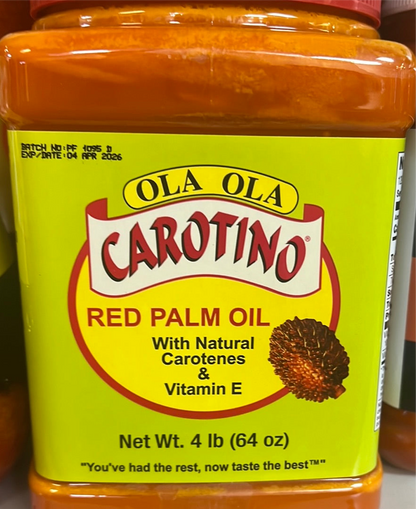 BATCH NO:PF 4095 D
EXP/DATE:04 APR 2026
OLA OLA
CAROTINO®
RED PALM OIL
With Natural
Carotenes
&
Vitamin E
Net Wt. 4 lb (64 oz)
"You've had the rest, now taste the best™"